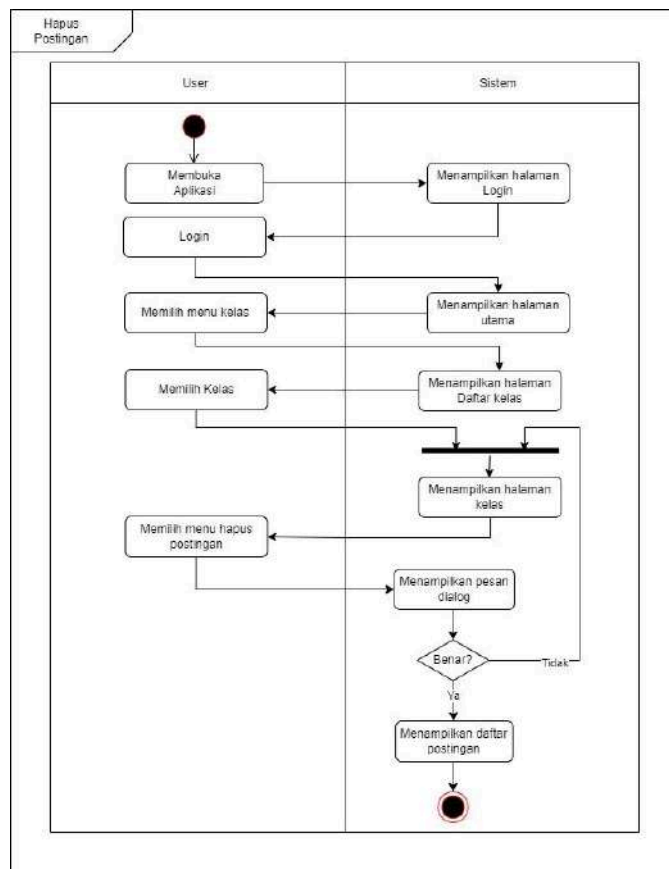 Hapus
Postingan
User
Sistem
Membuka
Aplikasi
Menampilkan halaman
Login
Login
Menampilkan halaman
utama
Memilih menu kelas
Menampilkan halaman
Daftar kelas
Memilih Kelas
Menampilkan halaman
kelas
Memilih menu hapus
postingan
Menampilkan pesan
dialog
Benar?
Tidak
Ya
Menampilkan daftar
postingan